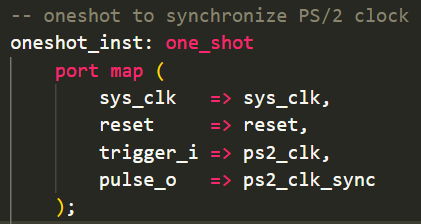 -- oneshot to synchronize PS/2 clock
oneshot_inst: one_shot
    port map (
        sys_clk   => sys_clk,
        reset     => reset,
        trigger_i => ps2_clk,
        pulse_o   => ps2_clk_sync
    );